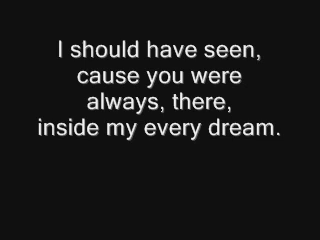 I should have seen,
cause you were
always, there,
inside my every dream.